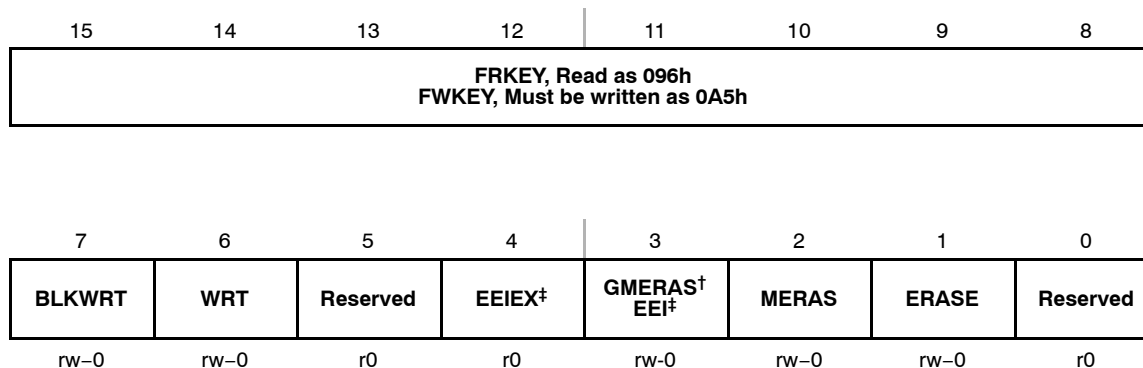 15 14 13 12 11 10 9 8
FRKEY, Read as 096h
FWKEY, Must be written as 0A5h
7 6 5 4 3 2 1 0
BLKWRT WRT Reserved EEIEX‡ GMERAS† MERAS ERASE Reserved
EEI‡
rw−0 rw−0 r0 r0 rw-0 rw−0 rw−0 r0